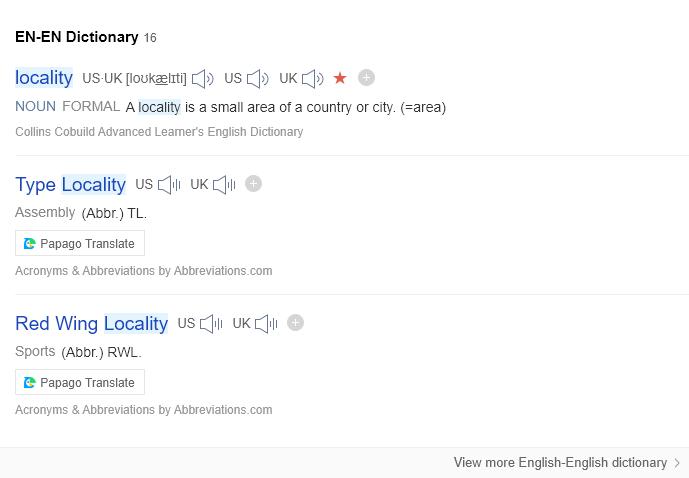 EN-EN Dictionary 16
locality US·UK [loʊkælɪti] US UK
NOUN FORMAL A locality is a small area of a country or city. (=area)
Collins Cobuild Advanced Learner's English Dictionary
Type Locality US UK
Assembly (Abbr.) TL.
Papago Translate
Acronyms & Abbreviations by Abbreviations.com
Red Wing Locality US UK
Sports (Abbr.) RWL.
Papago Translate
Acronyms & Abbreviations by Abbreviations.com
View more English-English dictionary